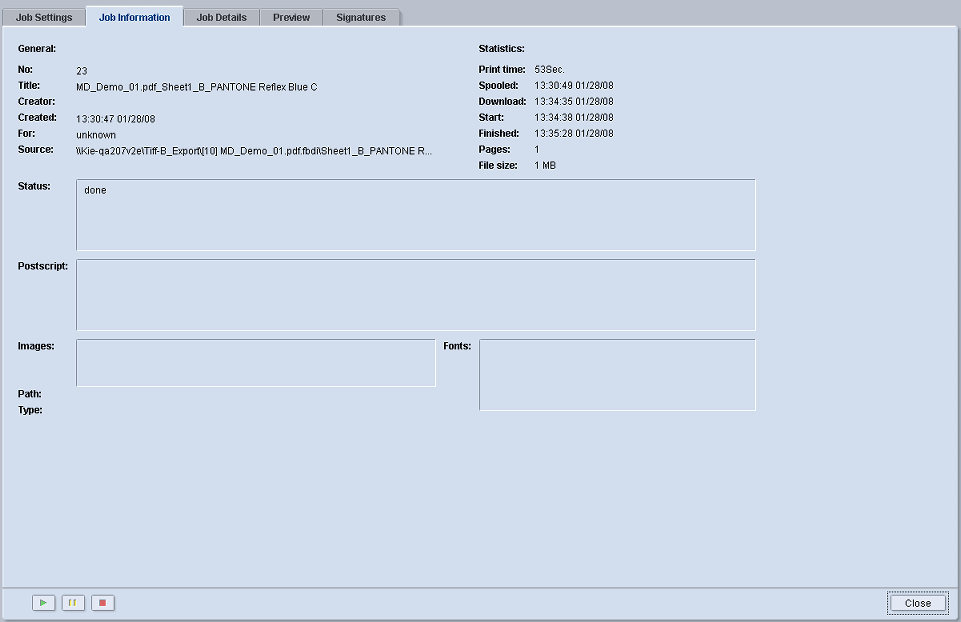 Job Settings Job Information Job Details Preview Signatures
General:
No: 23
Title: MD_Demo_01.pdf_Sheet1_B_PANTONE Reflex Blue C
Creator:
Created: 13:30:47 01/28/08
For: unknown
Source: \\Kie-qa207v2e\Tiff-B_Export\[10] MD_Demo_01.pdf.fbdi\Sheet1_B_PANTONE R...
Statistics:
Print time: 53Sec.
Spooled: 13:30:49 01/28/08
Download: 13:34:35 01/28/08
Start: 13:34:38 01/28/08
Finished: 13:35:28 01/28/08
Pages: 1
File size: 1 MB
Status: done
Postscript:
Images:
Fonts:
Path:
Type:
Close